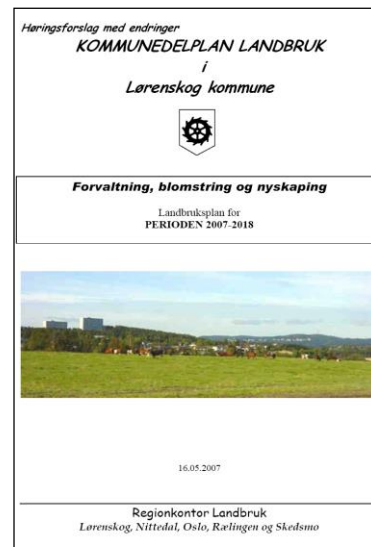 Høringsforslag med endringer
KOMMUNEDELPLAN LANDBRUK
i
Lørenskog kommune
Forvaltning, blomstring og nyskaping
Landbruksplan for
PERIODEN 2007-2018
16.05.2007
Regionkontor Landbruk
Lørenskog, Nittedal, Oslo, Rælingen og Skedsmo